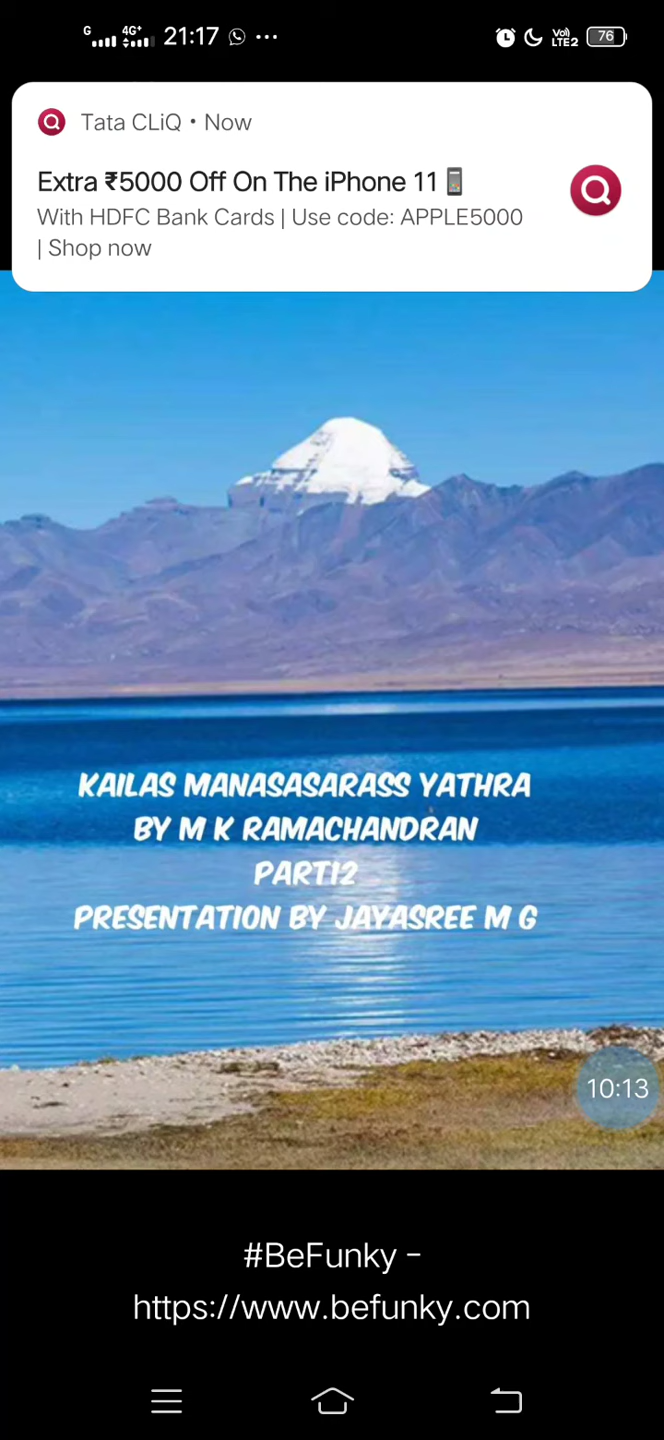 G 4G+ 21:17 ••• Vo) LTE2 76
Tata CLiQ • Now
Extra ₹5000 Off On The iPhone 11
With HDFC Bank Cards | Use code: APPLE5000
| Shop now
KAILAS MANASASARASS YATHRA
BY M K RAMACHANDRAN
PART12
PRESENTATION BY JAYASREE M G
10:13
#BeFunky -
https://www.befunky.com